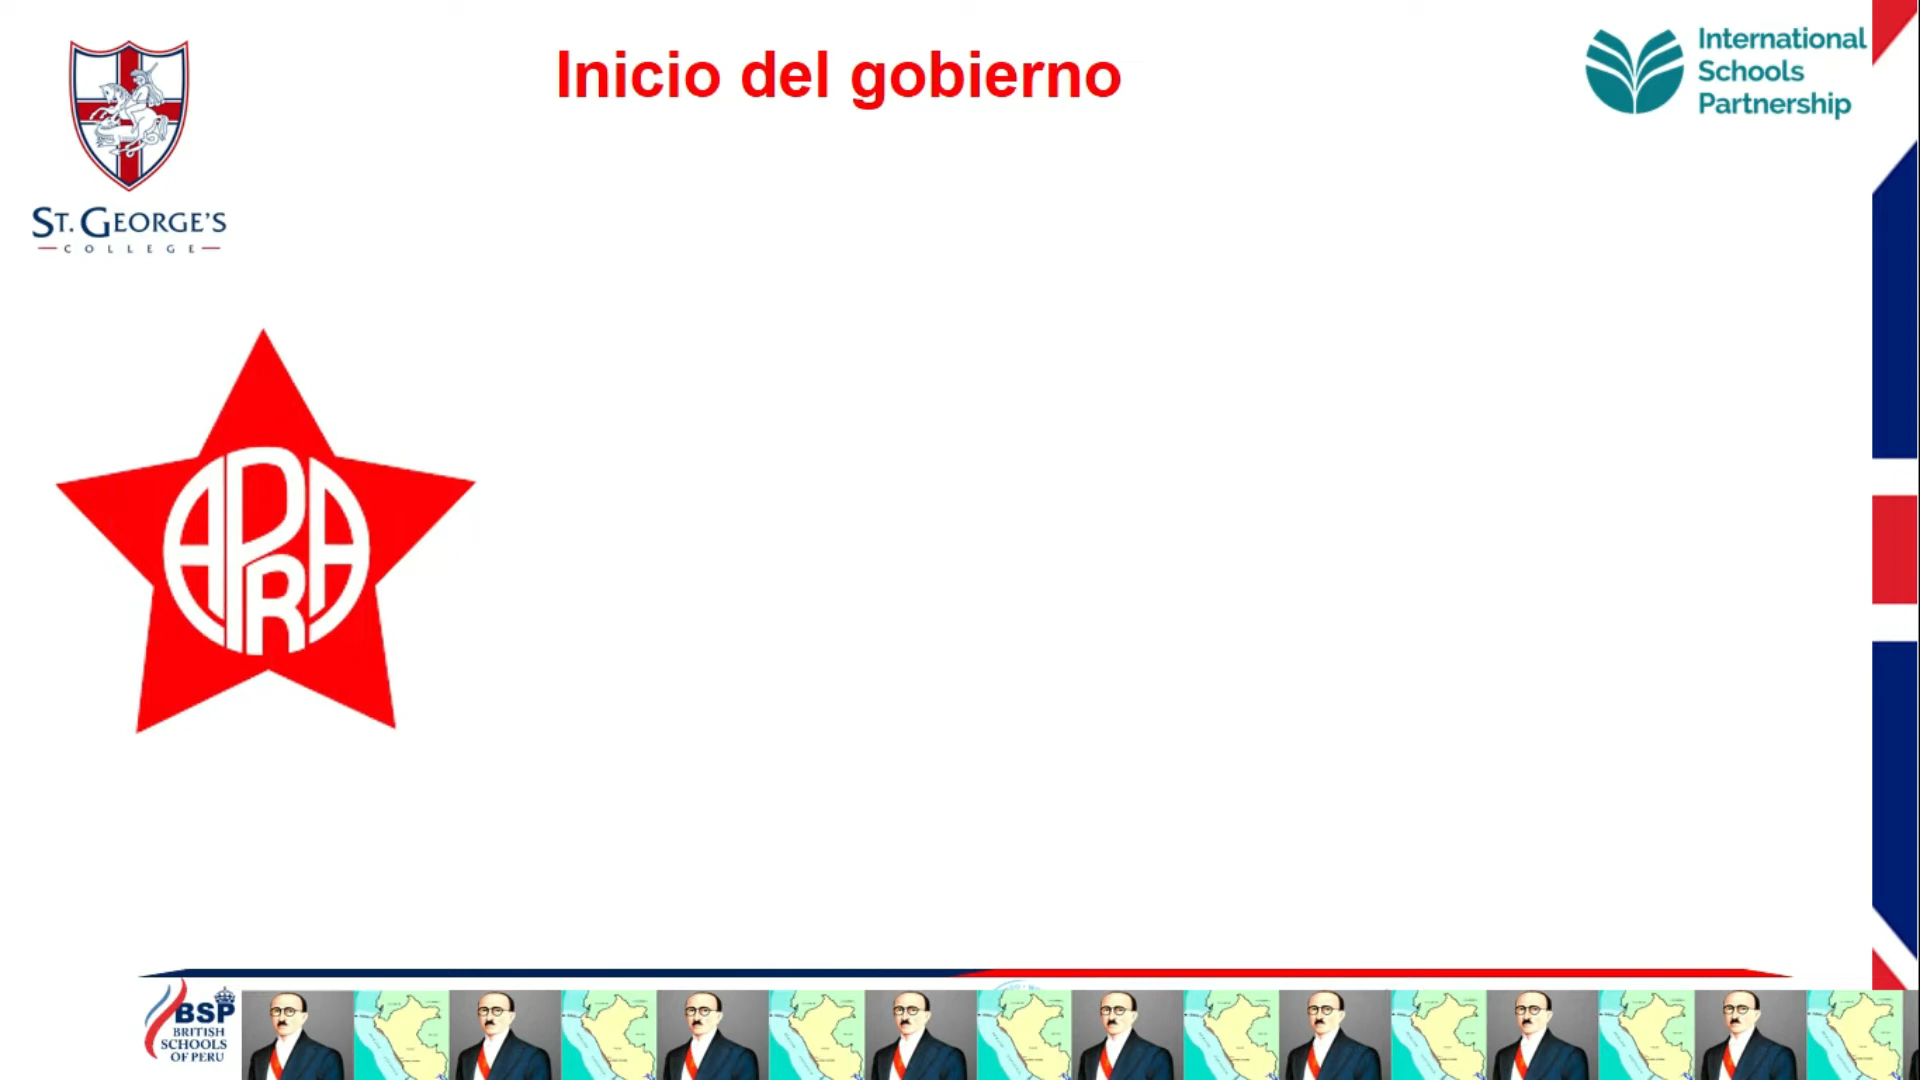 Inicio del gobierno
International
Schools
Partnership
ST. GEORGE'S
COLLEGE
APRA
BSP
BRITISH
SCHOOLS
OF PERU